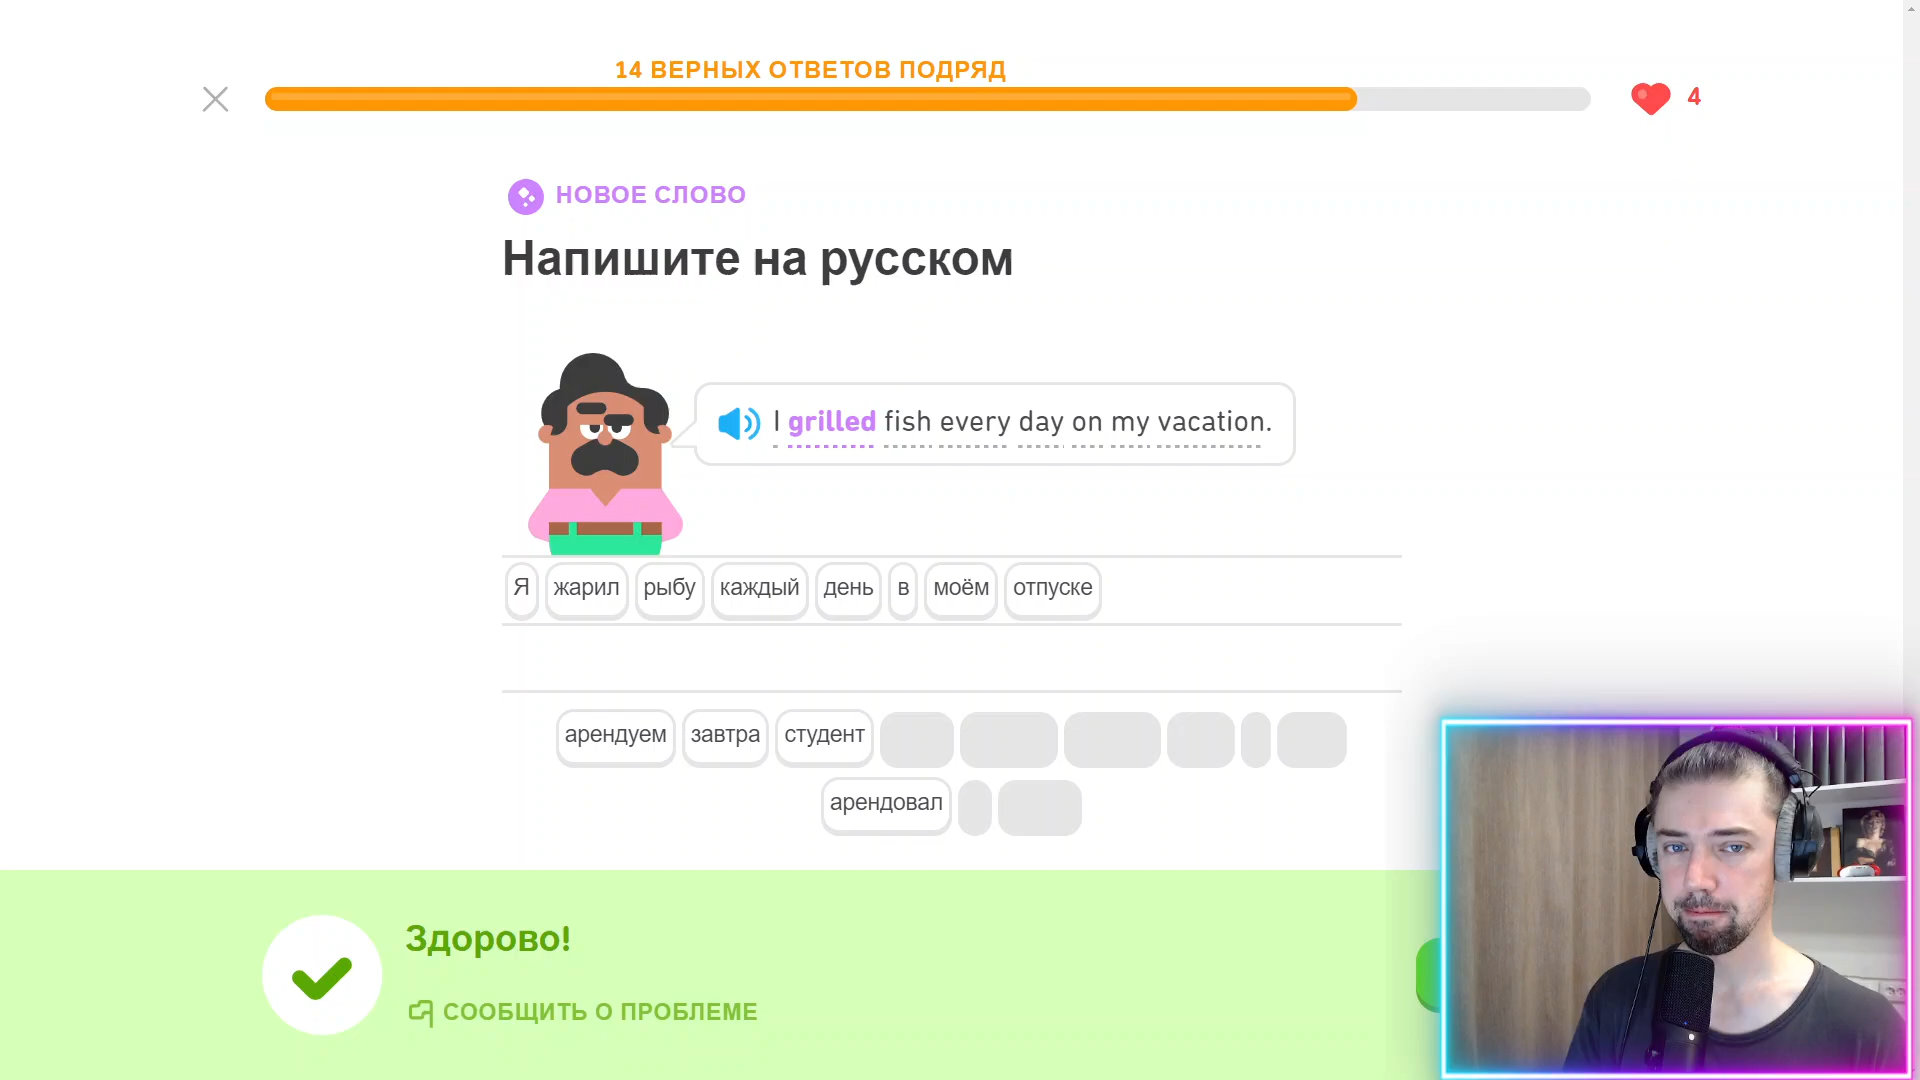 14 ВЕРНЫХ ОТВЕТОВ ПОДРЯД
4
НОВОЕ СЛОВО
Напишите на русском
I grilled fish every day on my vacation.
Я жарил рыбу каждый день в моём отпуске
арендуем завтра студент
арендовал
Здорово!
СООБЩИТЬ О ПРОБЛЕМЕ